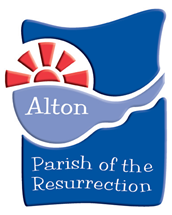 Alton
Parish of the
Resurrection